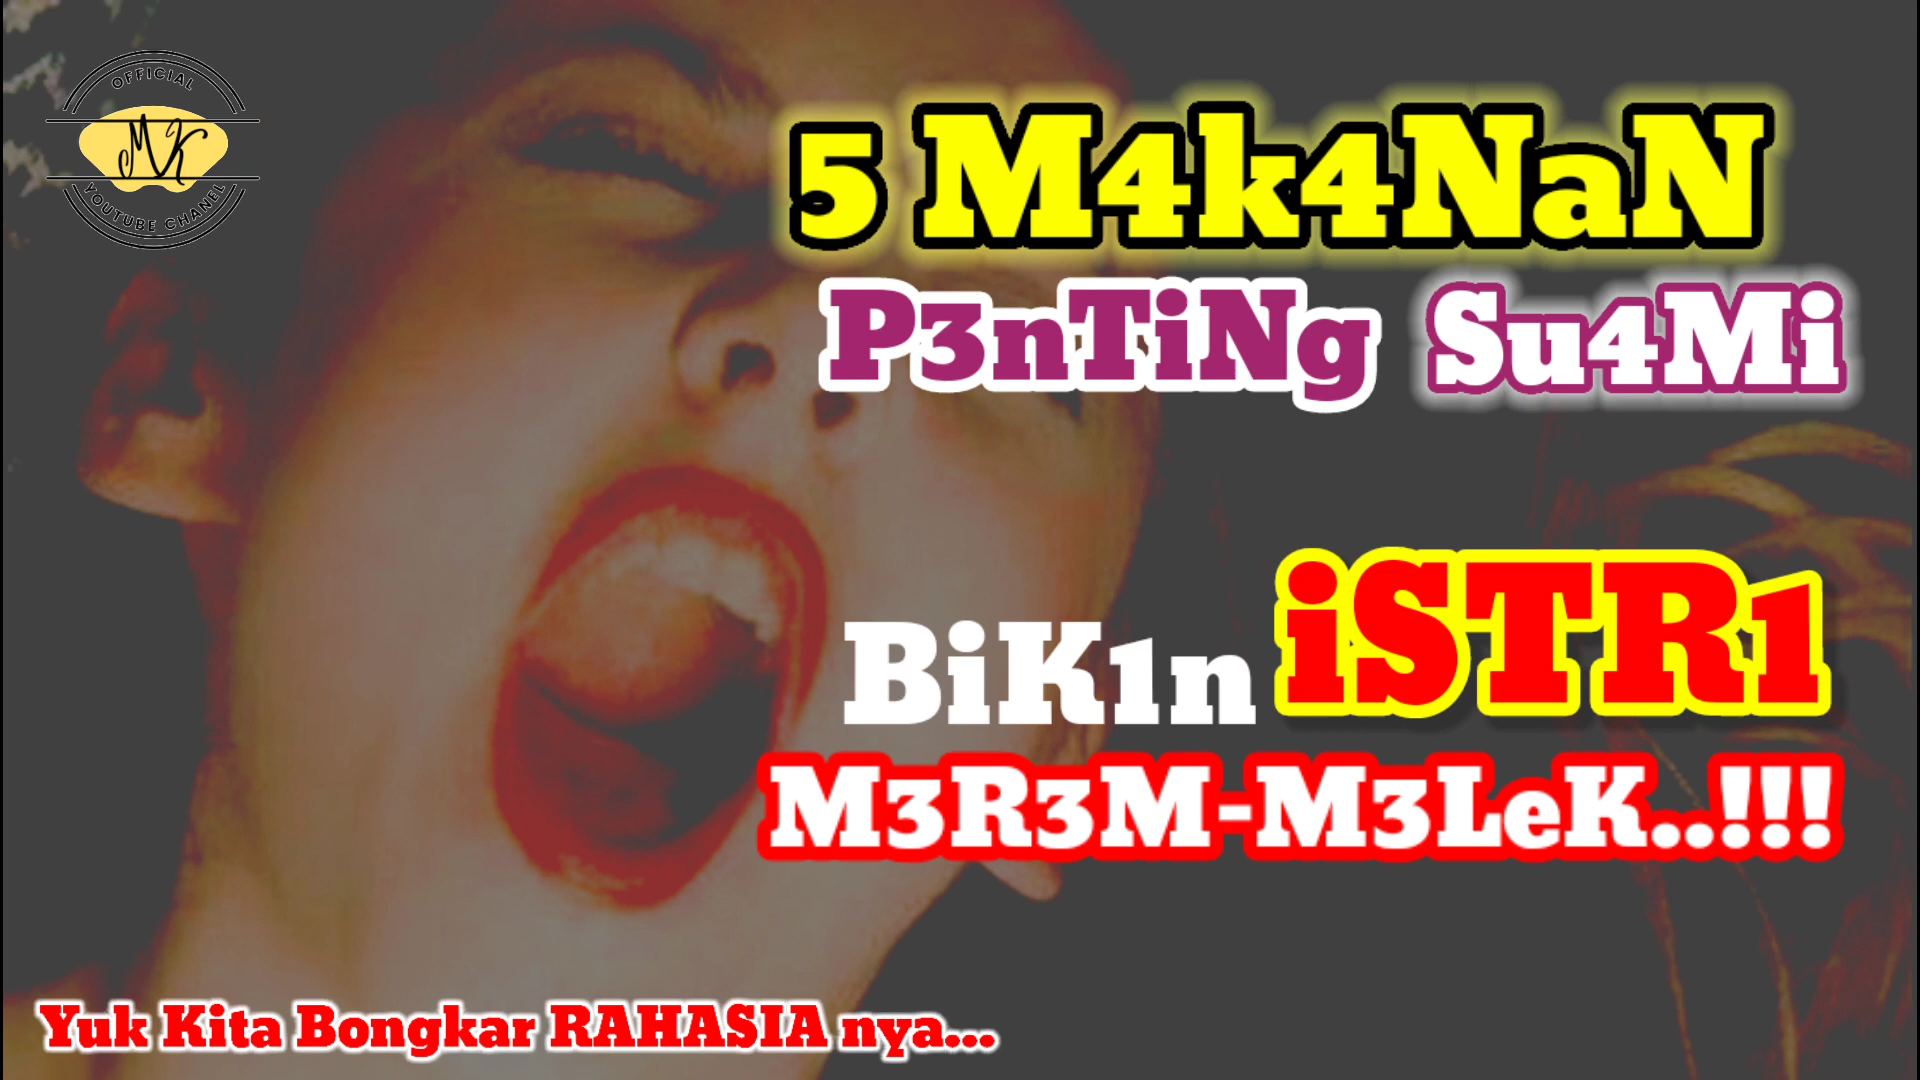 OFFICIAL
MK
YOUTUBE CHANEL
5 M4k4NaN
P3nTiNg Su4Mi
BiK1n iSTR1
M3R3M-M3LeK..!!!
Yuk Kita Bongkar RAHASIA nya...